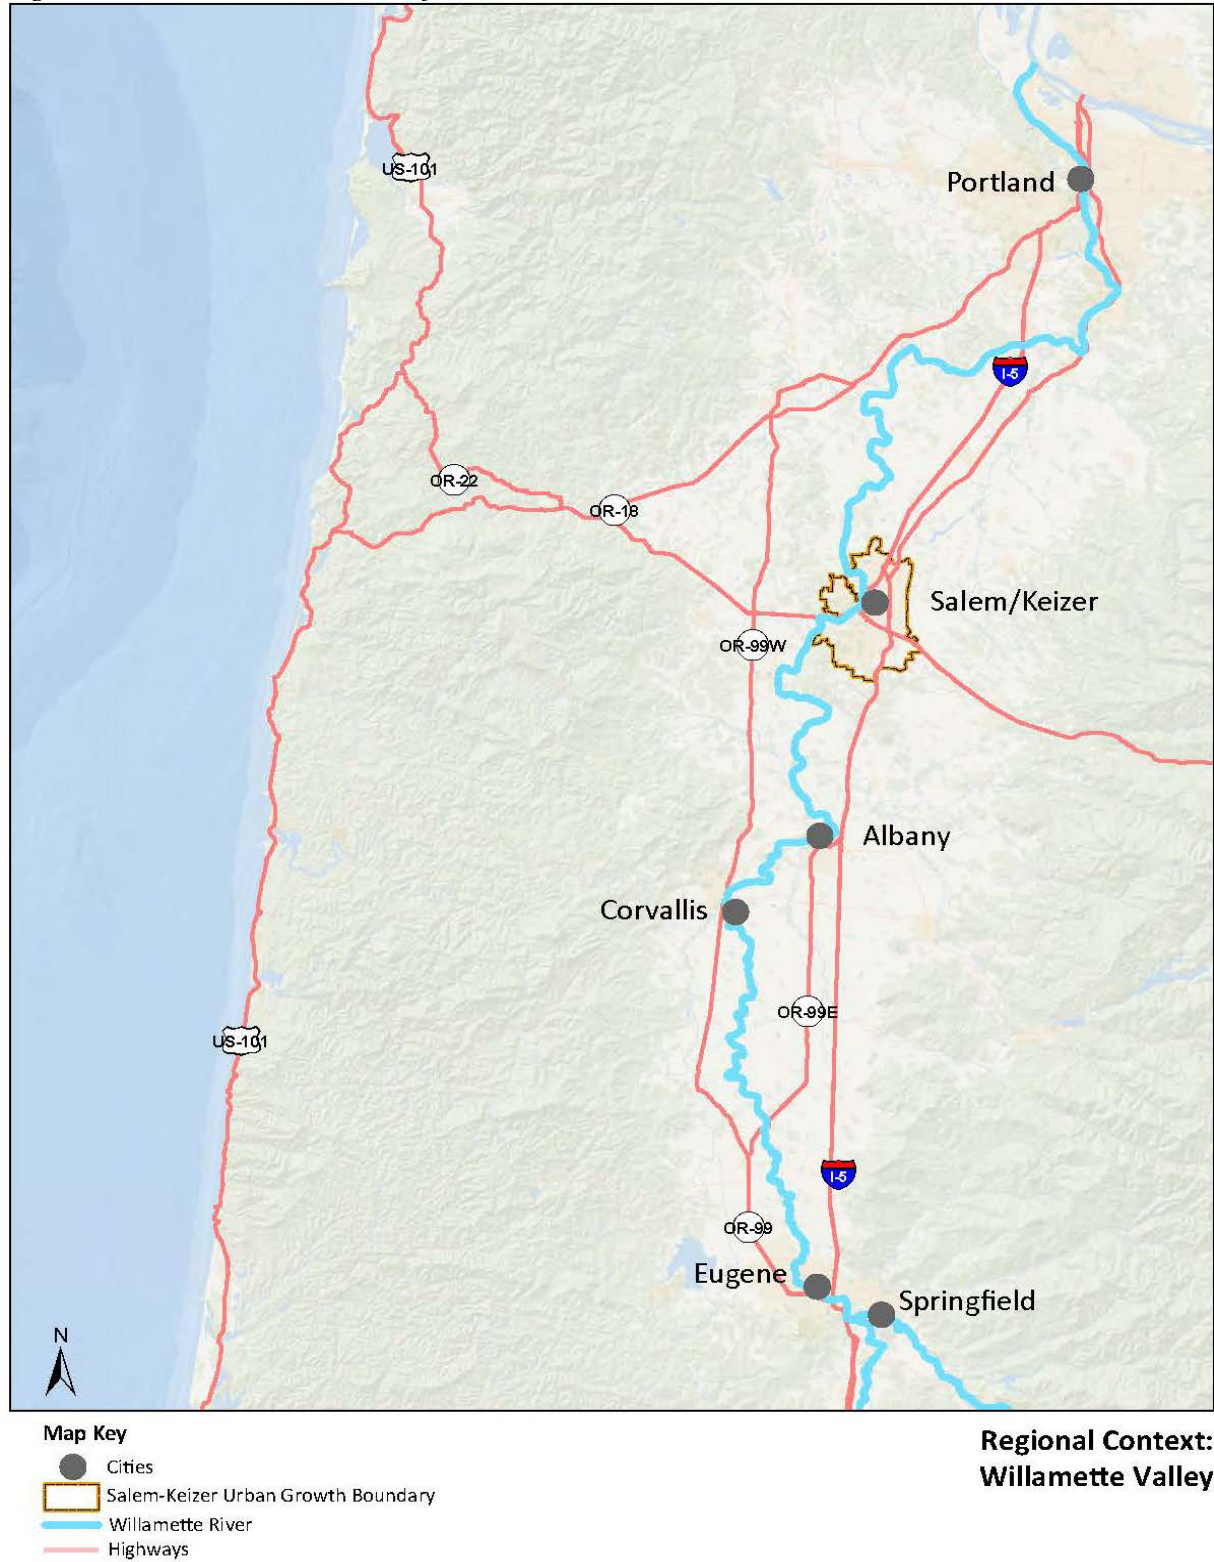 US-101
Portland
I-5
OR-22
OR-18
Salem/Keizer
OR-99W
Albany
Corvallis
OR-99E
US-101
I-5
OR-99
Eugene
Springfield
N
Map Key
Cities
Salem-Keizer Urban Growth Boundary
Willamette River
Highways
Regional Context:
Willamette Valley